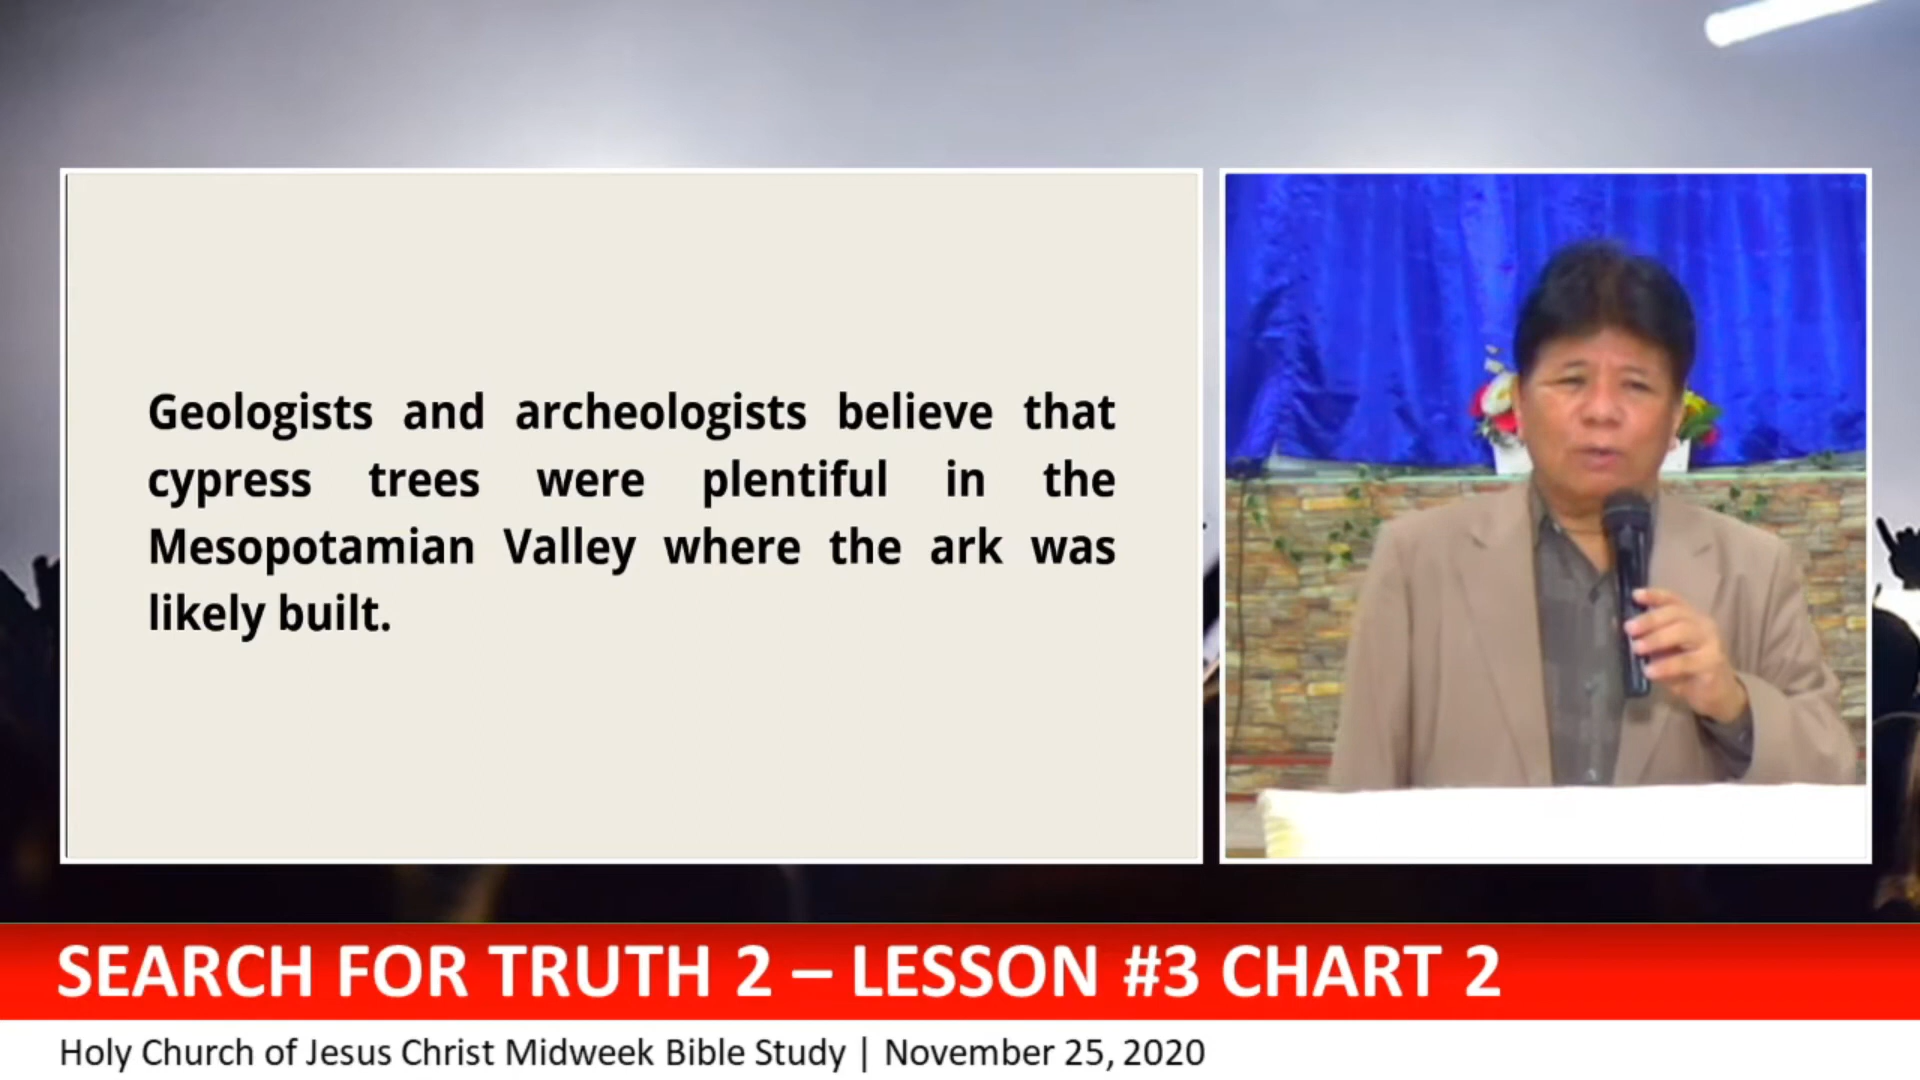 Geologists and archeologists believe that
cypress trees were plentiful in the
Mesopotamian Valley where the ark was
likely built.
SEARCH FOR TRUTH 2 – LESSON #3 CHART 2
Holy Church of Jesus Christ Midweek Bible Study | November 25, 2020